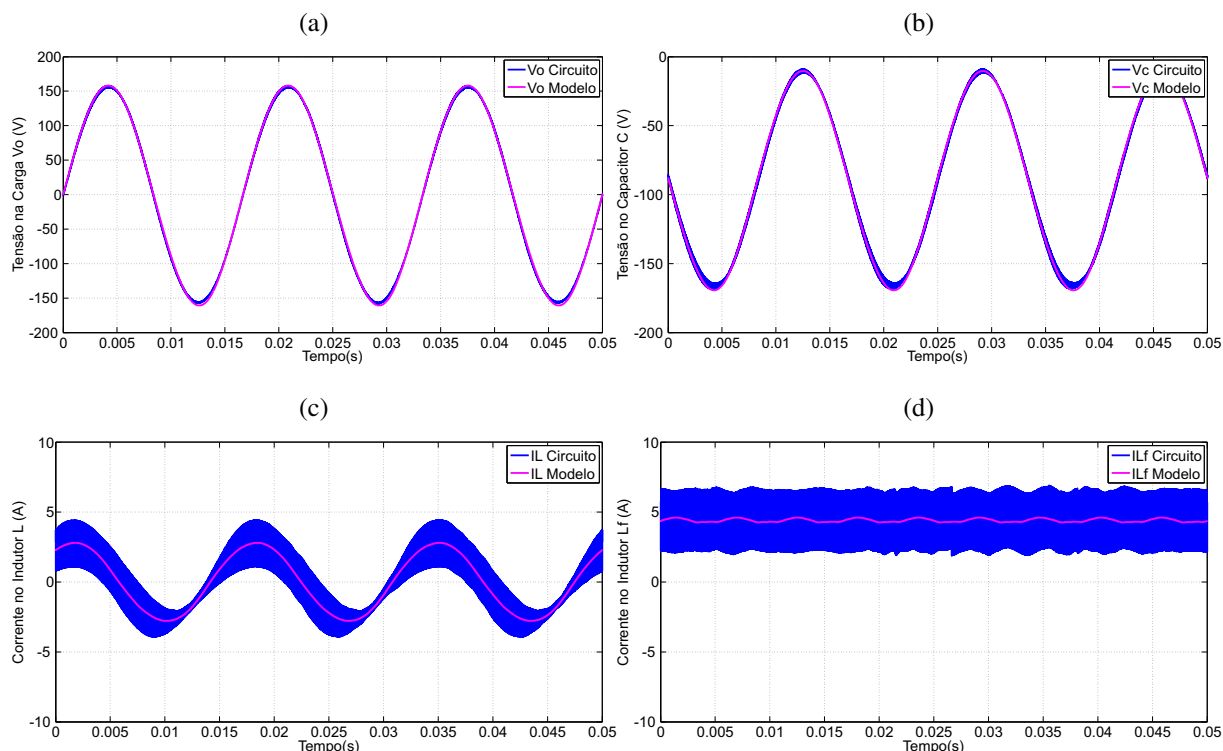 (a)
200
150
100
50
0
-50
-100
-150
-200
Tensão na Carga Vo (V)
Vo Circuito
Vo Modelo
0 0.005 0.01 0.015 0.02 0.025 0.03 0.035 0.04 0.045 0.05
Tempo(s)
(b)
0
-50
-100
-150
-200
Tensão no Capacitor C (V)
Vc Circuito
Vc Modelo
0 0.005 0.01 0.015 0.02 0.025 0.03 0.035 0.04 0.045 0.05
Tempo(s)
(c)
10
5
0
-5
-10
Corrente no Indutor L (A)
IL Circuito
IL Modelo
0 0.005 0.01 0.015 0.02 0.025 0.03 0.035 0.04 0.045 0.05
Tempo(s)
(d)
10
5
0
-5
-10
Corrente no Indutor Lf (A)
ILf Circuito
ILf Modelo
0 0.005 0.01 0.015 0.02 0.025 0.03 0.035 0.04 0.045 0.05
Tempo(s)